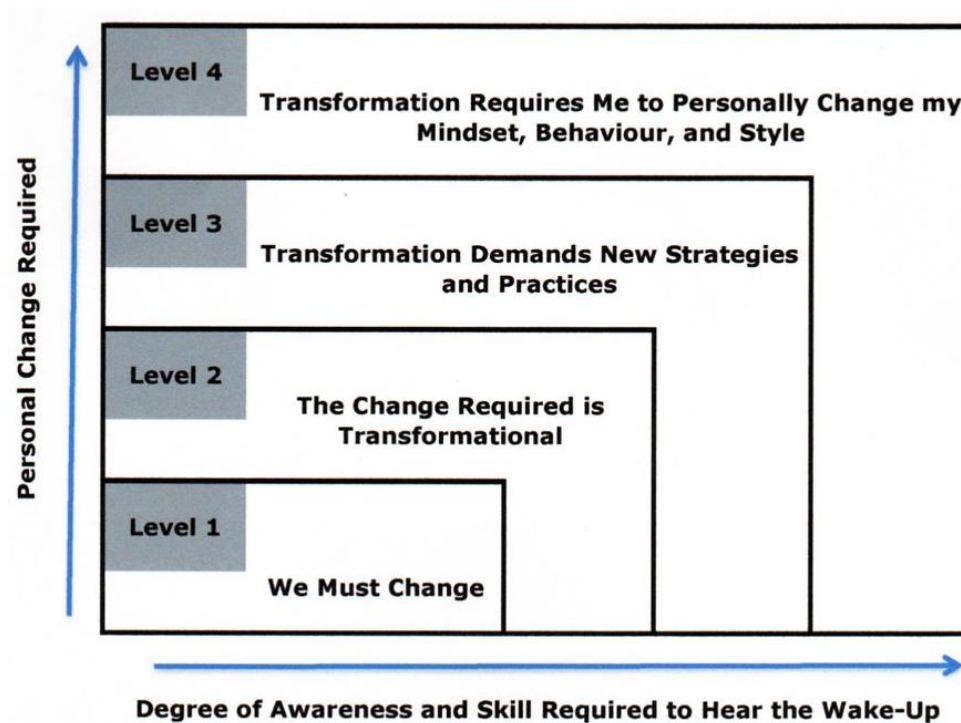 Level 4
Transformation Requires Me to Personally Change my
Mindset, Behaviour, and Style
Level 3
Transformation Demands New Strategies
and Practices
Level 2
The Change Required is
Transformational
Level 1
We Must Change
Personal Change Required
Degree of Awareness and Skill Required to Hear the Wake-Up